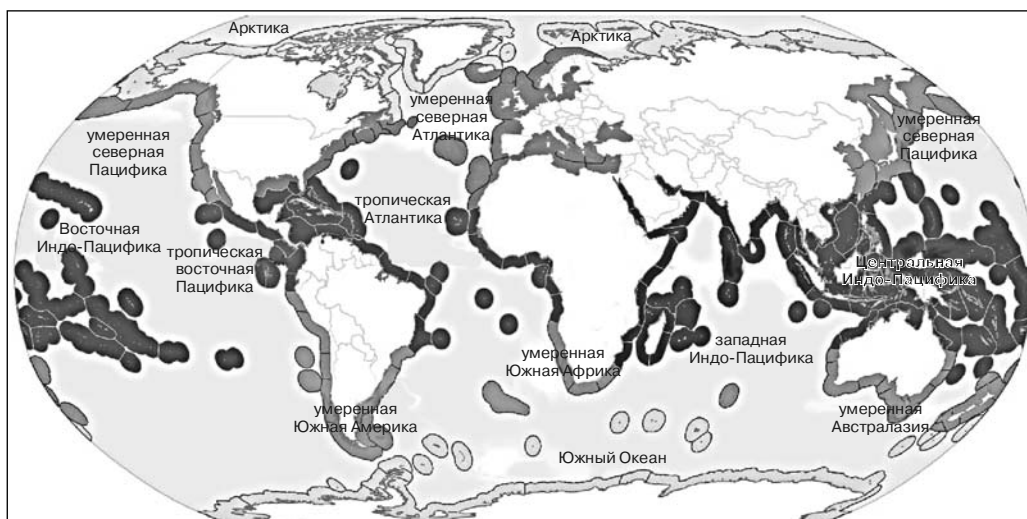 Арктика
Арктика
умеренная
северная
Атлантика
умеренная
северная
Пацифика
умеренная
северная
Пацифика
тропическая
Атлантика
Восточная
Индо-Пацифика
тропическая
восточная
Пацифика
Центральная
Индо-Пацифика
западная
Индо-Пацифика
умеренная
Южная Африка
умеренная
Южная Америка
умеренная
Австралазия
Южный Океан